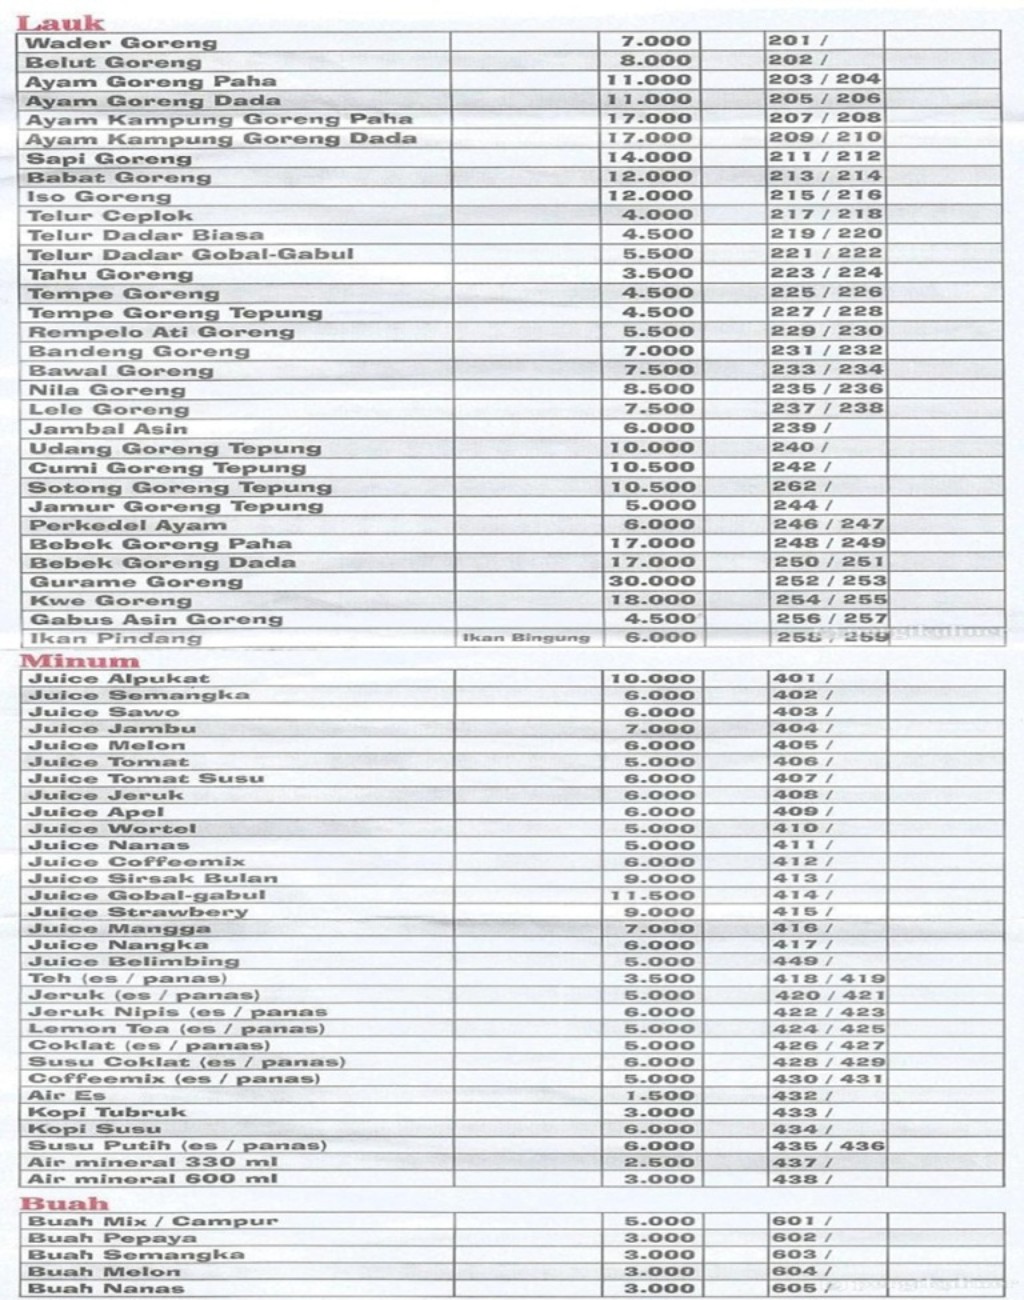 Lauk
Wader Goreng 7.000 201 /
Belut Goreng 8.000 202 /
Ayam Goreng Paha 11.000 203 / 204
Ayam Goreng Dada 11.000 205 / 206
Ayam Kampung Goreng Paha 17.000 207 / 208
Ayam Kampung Goreng Dada 17.000 209 / 210
Sapi Goreng 14.000 211 / 212
Babat Goreng 12.000 213 / 214
Iso Goreng 12.000 215 / 216
Telur Ceplok 4.000 217 / 218
Telur Dadar Biasa 4.500 219 / 220
Telur Dadar Gobal-Gabul 5.500 221 / 222
Tahu Goreng 3.500 223 / 224
Tempe Goreng 4.500 225 / 226
Tempe Goreng Tepung 4.500 227 / 228
Rempelo Ati Goreng 5.500 229 / 230
Bandeng Goreng 7.000 231 / 232
Bawal Goreng 7.500 233 / 234
Nila Goreng 8.500 235 / 236
Lele Goreng 7.500 237 / 238
Jambal Asin 6.000 239 /
Udang Goreng Tepung 10.000 240 /
Cumi Goreng Tepung 10.500 242 /
Sotong Goreng Tepung 10.500 262 /
Jamur Goreng Tepung 5.000 244 /
Perkedel Ayam 6.000 246 / 247
Bebek Goreng Paha 17.000 248 / 249
Bebek Goreng Dada 17.000 250 / 251
Gurame Goreng 30.000 252 / 253
Kwe Goreng 18.000 254 / 255
Gabus Asin Goreng 4.500 256 / 257
Ikan Pindang Ikan Bingung 6.000 258 / 259
Minum
Juice Alpukat 10.000 401 /
Juice Semangka 6.000 402 /
Juice Sawo 6.000 403 /
Juice Jambu 7.000 404 /
Juice Melon 6.000 405 /
Juice Tomat 5.000 406 /
Juice Tomat Susu 6.000 407 /
Juice Jeruk 6.000 408 /
Juice Apel 6.000 409 /
Juice Wortel 5.000 410 /
Juice Nanas 5.000 411 /
Juice Coffeemix 6.000 412 /
Juice Sirsak Bulan 9.000 413 /
Juice Gobal-gabul 11.500 414 /
Juice Strawbery 9.000 415 /
Juice Mangga 7.000 416 /
Juice Nangka 6.000 417 /
Juice Belimbing 5.000 449 /
Teh (es / panas) 3.500 418 / 419
Jeruk (es / panas) 5.000 420 / 421
Jeruk Nipis (es / panas 6.000 422 / 423
Lemon Tea (es / panas) 5.000 424 / 425
Coklat (es / panas) 5.000 426 / 427
Susu Coklat (es / panas) 6.000 428 / 429
Coffeemix (es / panas) 5.000 430 / 431
Air Es 1.500 432 /
Kopi Tubruk 3.000 433 /
Kopi Susu 6.000 434 /
Susu Putih (es / panas) 6.000 435 / 436
Air mineral 330 ml 2.500 437 /
Air mineral 600 ml 3.000 438 /
Buah
Buah Mix / Campur 5.000 601 /
Buah Pepaya 3.000 602 /
Buah Semangka 3.000 603 /
Buah Melon 3.000 604 /
Buah Nanas 3.000 605 /